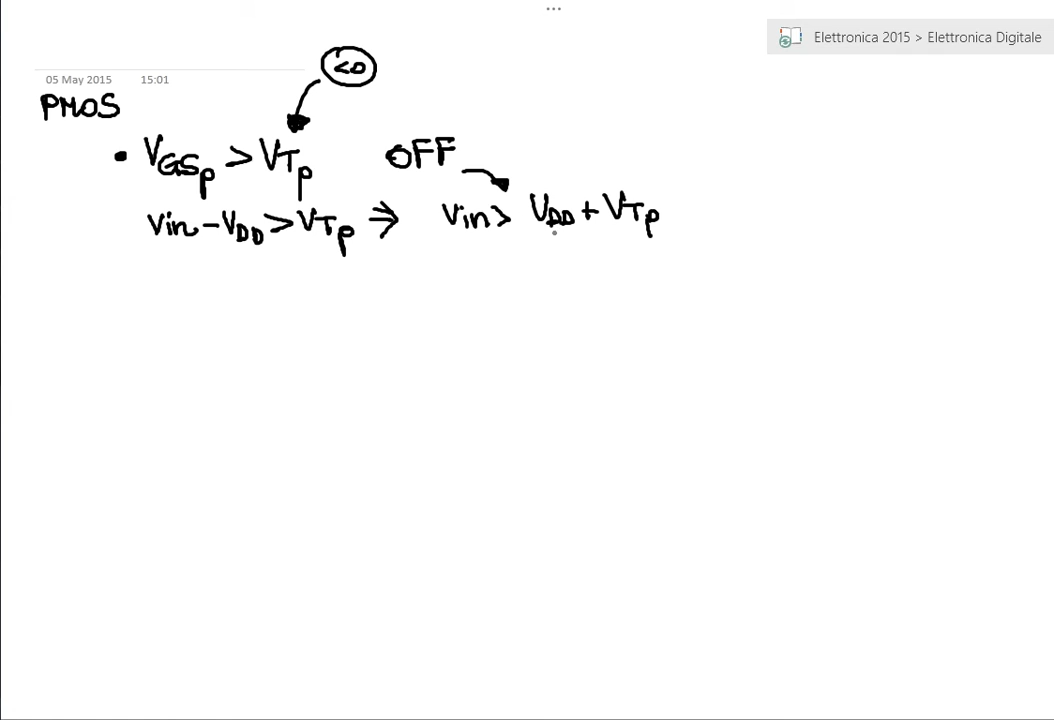 ...
Elettronica 2015 > Elettronica Digitale
<0
05 May 2015 15:01
PMOS
• VGSp > VTp OFF
Vin - VDD > VTp ⇒ Vin > VDD + VTp